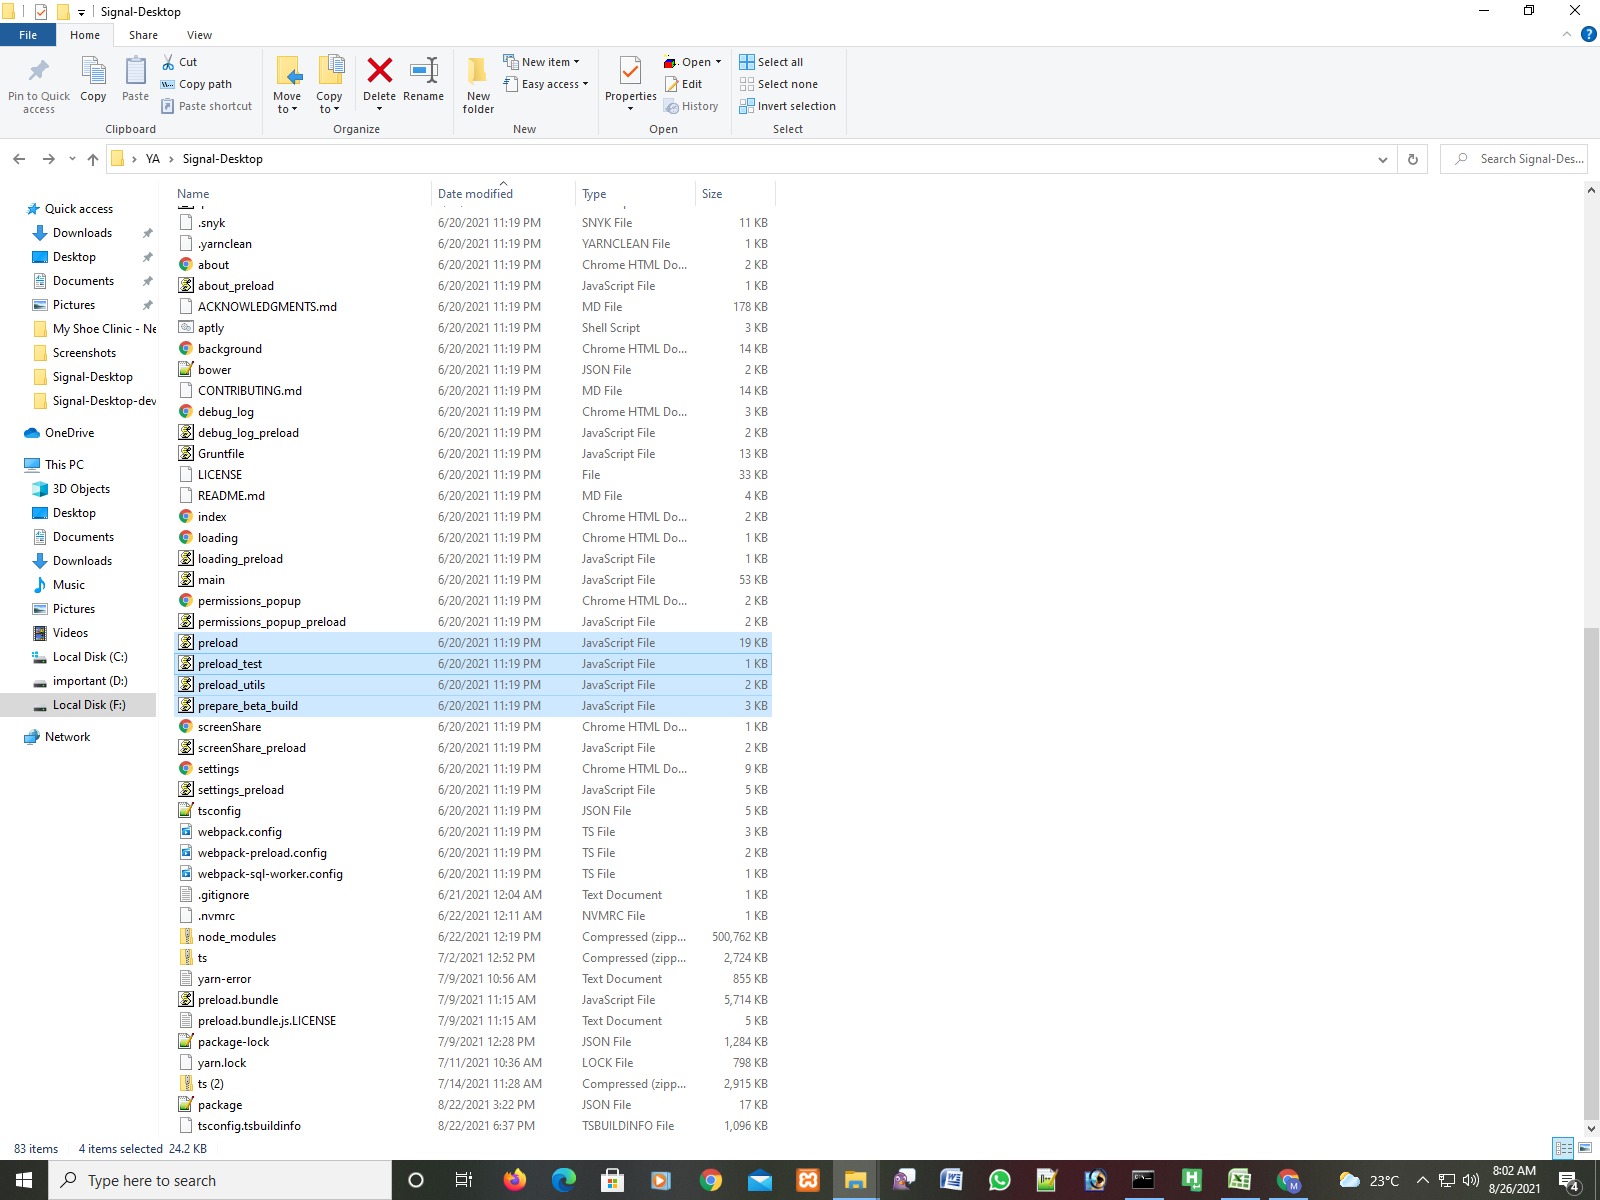 Signal-Desktop
File Home Share View
Pin to Quick access
Copy
Paste
Cut
Copy path
Paste shortcut
Move to
Copy to
Delete
Rename
New folder
New item
Easy access
Properties
Open
Edit
History
Select all
Select none
Invert selection
Clipboard Organize New Open Select
YA Signal-Desktop
Search Signal-Des...
Quick access
Downloads
Desktop
Documents
Pictures
My Shoe Clinic - Ne
Screenshots
Signal-Desktop
Signal-Desktop-dev
OneDrive
This PC
3D Objects
Desktop
Documents
Downloads
Music
Pictures
Videos
Local Disk (C:)
important (D:)
Local Disk (F:)
Network
Name Date modified Type Size
.snyk 6/20/2021 11:19 PM SNYK File 11 KB
.yarnclean 6/20/2021 11:19 PM YARNCLEAN File 1 KB
about 6/20/2021 11:19 PM Chrome HTML Do... 2 KB
about_preload 6/20/2021 11:19 PM JavaScript File 1 KB
ACKNOWLEDGMENTS.md 6/20/2021 11:19 PM MD File 178 KB
aptly 6/20/2021 11:19 PM Shell Script 3 KB
background 6/20/2021 11:19 PM Chrome HTML Do... 14 KB
bower 6/20/2021 11:19 PM JSON File 2 KB
CONTRIBUTING.md 6/20/2021 11:19 PM MD File 14 KB
debug_log 6/20/2021 11:19 PM Chrome HTML Do... 3 KB
debug_log_preload 6/20/2021 11:19 PM JavaScript File 2 KB
Gruntfile 6/20/2021 11:19 PM JavaScript File 13 KB
LICENSE 6/20/2021 11:19 PM File 33 KB
README.md 6/20/2021 11:19 PM MD File 4 KB
index 6/20/2021 11:19 PM Chrome HTML Do... 2 KB
loading 6/20/2021 11:19 PM Chrome HTML Do... 1 KB
loading_preload 6/20/2021 11:19 PM JavaScript File 1 KB
main 6/20/2021 11:19 PM JavaScript File 53 KB
permissions_popup 6/20/2021 11:19 PM Chrome HTML Do... 2 KB
permissions_popup_preload 6/20/2021 11:19 PM JavaScript File 2 KB
preload 6/20/2021 11:19 PM JavaScript File 19 KB
preload_test 6/20/2021 11:19 PM JavaScript File 1 KB
preload_utils 6/20/2021 11:19 PM JavaScript File 2 KB
prepare_beta_build 6/20/2021 11:19 PM JavaScript File 3 KB
screenShare 6/20/2021 11:19 PM Chrome HTML Do... 1 KB
screenShare_preload 6/20/2021 11:19 PM JavaScript File 2 KB
settings 6/20/2021 11:19 PM Chrome HTML Do... 9 KB
settings_preload 6/20/2021 11:19 PM JavaScript File 5 KB
tsconfig 6/20/2021 11:19 PM JSON File 5 KB
webpack.config 6/20/2021 11:19 PM TS File 3 KB
webpack-preload.config 6/20/2021 11:19 PM TS File 2 KB
webpack-sql-worker.config 6/20/2021 11:19 PM TS File 1 KB
.gitignore 6/21/2021 12:04 AM Text Document 1 KB
.nvmrc 6/22/2021 12:11 AM NVMRC File 1 KB
node_modules 6/22/2021 12:19 PM Compressed (zipp... 500,762 KB
ts 7/2/2021 12:52 PM Compressed (zipp... 2,724 KB
yarn-error 7/9/2021 10:56 AM Text Document 855 KB
preload.bundle 7/9/2021 11:15 AM JavaScript File 5,714 KB
preload.bundle.js.LICENSE 7/9/2021 11:15 AM Text Document 5 KB
package-lock 7/9/2021 12:28 PM JSON File 1,284 KB
yarn.lock 7/11/2021 10:36 AM LOCK File 798 KB
ts (2) 7/14/2021 11:28 AM Compressed (zipp... 2,915 KB
package 8/22/2021 3:22 PM JSON File 17 KB
tsconfig.tsbuildinfo 8/22/2021 6:37 PM TSBUILDINFO File 1,096 KB
83 items 4 items selected 24.2 KB
Type here to search
23°C
8:02 AM
8/26/2021
4